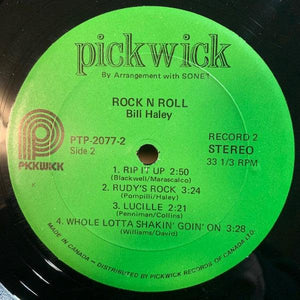 pickwick
By Arrangement with SONET
ROCK N ROLL
Bill Haley
PTP-2077-2
Side 2
RECORD 2
STEREO
33 1/3 RPM
PICKWICK
1. RIP IT UP 2:50
(Blackwell/Marascalco)
2. RUDY'S ROCK 3:24
(Pompilli/Haley)
3. LUCILLE 2:21
(Penniman/Collins)
4. WHOLE LOTTA SHAKIN' GOIN' ON 3:28
(Williams/David)
MADE IN CANADA – DISTRIBUTED BY PICKWICK RECORDS OF CANADA LTD.